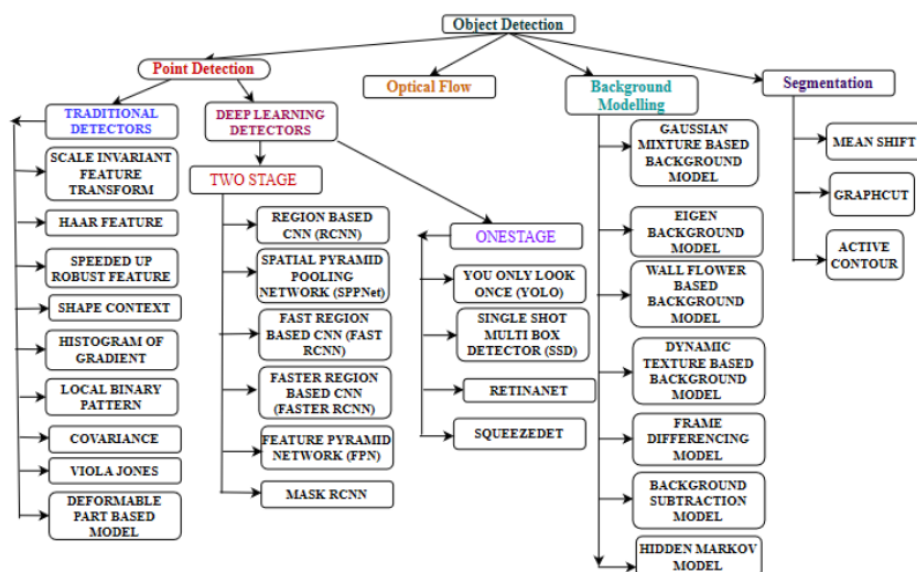 Object Detection
Point Detection
Optical Flow
Background
Modelling
Segmentation
TRADITIONAL
DETECTORS
SCALE INVARIANT
FEATURE
TRANSFORM
HAAR FEATURE
SPEEDED UP
ROBUST FEATURE
SHAPE CONTEXT
HISTOGRAM OF
GRADIENT
LOCAL BINARY
PATTERN
COVARIANCE
VIOLA JONES
DEFORMABLE
PART BASED
MODEL
DEEP LEARNING
DETECTORS
TWO STAGE
REGION BASED
CNN (RCNN)
SPATIAL PYRAMID
POOLING
NETWORK (SPPNet)
FAST REGION
BASED CNN (FAST
RCNN)
FASTER REGION
BASED CNN
(FASTER RCNN)
FEATURE PYRAMID
NETWORK (FPN)
MASK RCNN
ONESTAGE
YOU ONLY LOOK
ONCE (YOLO)
SINGLE SHOT
MULTI BOX
DETECTOR (SSD)
RETINANET
SQUEEZEDET
GAUSSIAN
MIXTURE BASED
BACKGROUND
MODEL
EIGEN
BACKGROUND
MODEL
WALL FLOWER
BASED
BACKGROUND
MODEL
DYNAMIC
TEXTURE BASED
BACKGROUND
MODEL
FRAME
DIFFERENCING
MODEL
BACKGROUND
SUBTRACTION
MODEL
HIDDEN MARKOV
MODEL
MEAN SHIFT
GRAPHCUT
ACTIVE
CONTOUR